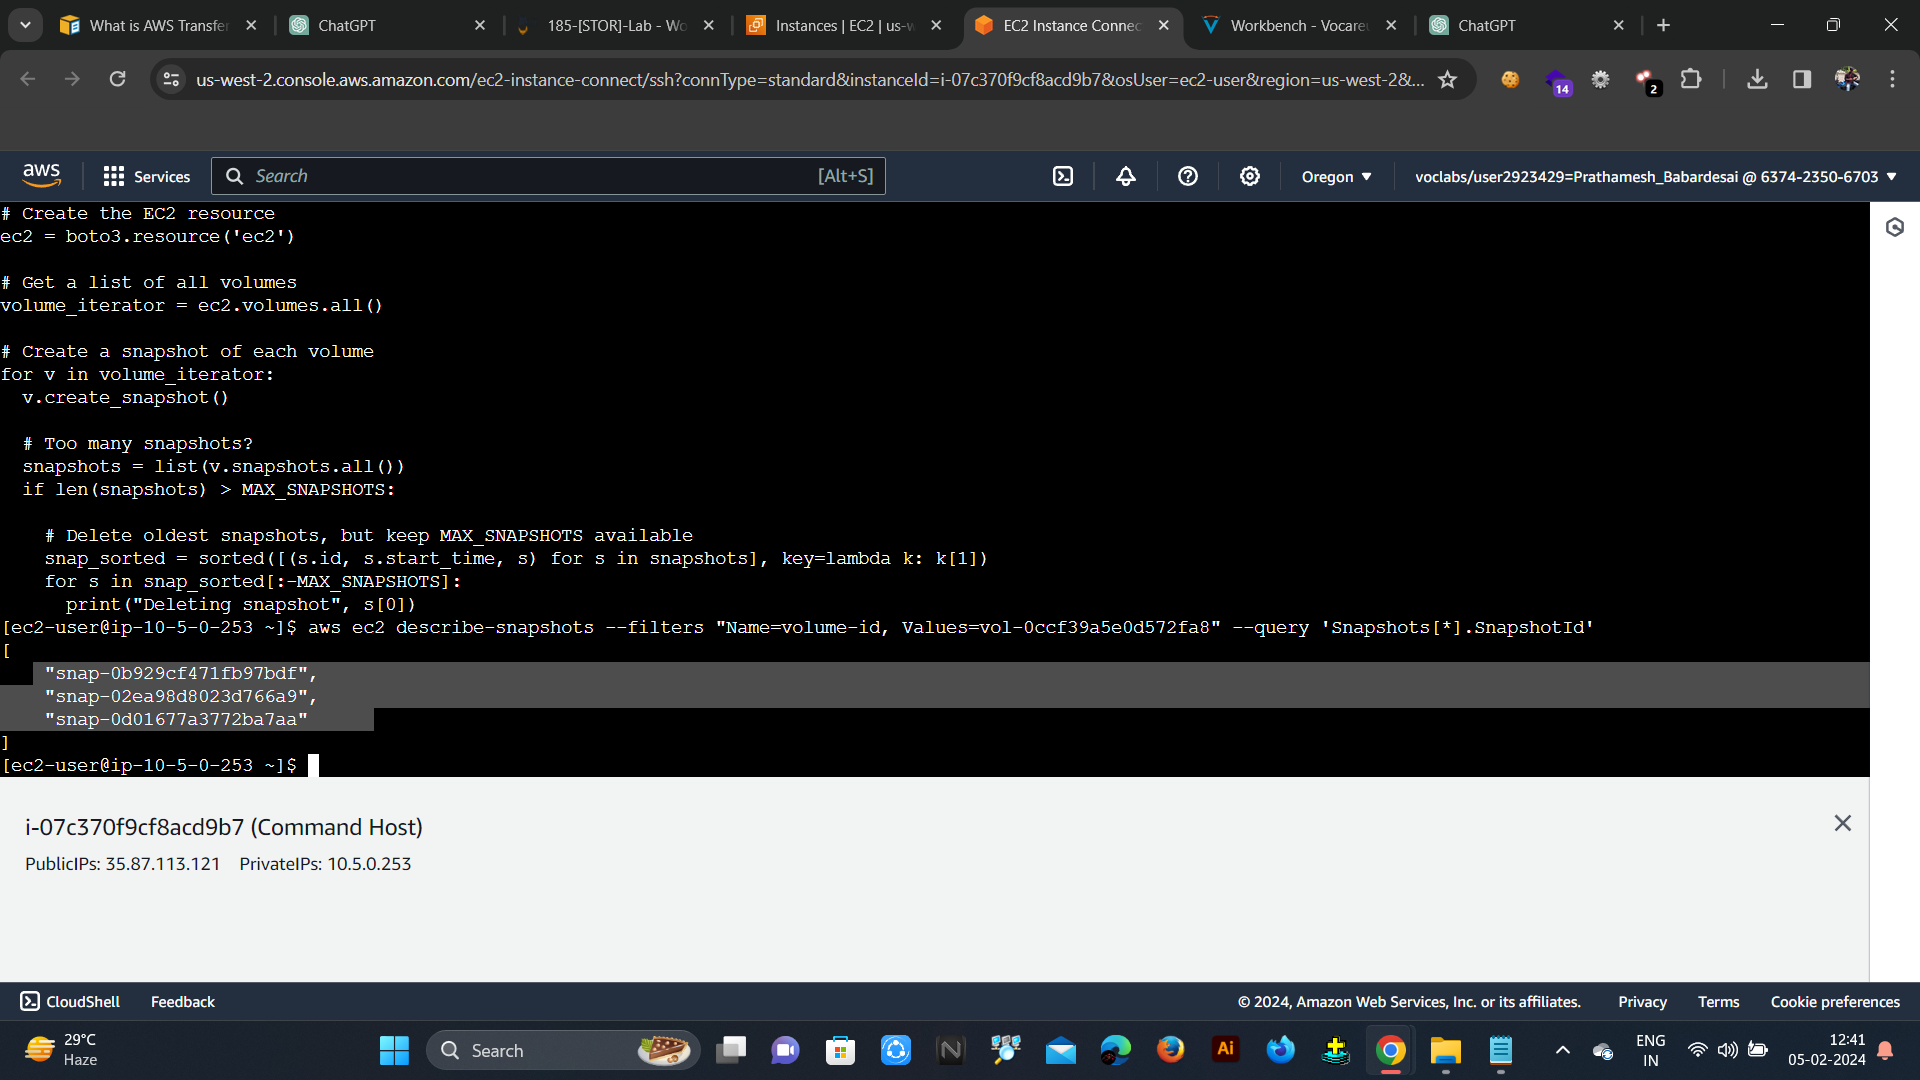 What is AWS Transfer
ChatGPT
185-[STOR]-Lab - Wo
Instances | EC2 | us-w
EC2 Instance Connec
Workbench - Vocareu
ChatGPT
us-west-2.console.aws.amazon.com/ec2-instance-connect/ssh?connType=standard&instanceId=i-07c370f9cf8acd9b7&osUser=ec2-user&region=us-west-2&...
14
2
aws
Services
Search
[Alt+S]
Oregon
voclabs/user2923429=Prathamesh_Babardesai @ 6374-2350-6703
# Create the EC2 resource
ec2 = boto3.resource('ec2')
# Get a list of all volumes
volume_iterator = ec2.volumes.all()
# Create a snapshot of each volume
for v in volume_iterator:
  v.create_snapshot()
  # Too many snapshots?
  snapshots = list(v.snapshots.all())
  if len(snapshots) > MAX_SNAPSHOTS:
    # Delete oldest snapshots, but keep MAX_SNAPSHOTS available
    snap_sorted = sorted([(s.id, s.start_time, s) for s in snapshots], key=lambda k: k[1])
    for s in snap_sorted[:-MAX_SNAPSHOTS]:
      print("Deleting snapshot", s[0])
[ec2-user@ip-10-5-0-253 ~]$ aws ec2 describe-snapshots --filters "Name=volume-id, Values=vol-0ccf39a5e0d572fa8" --query 'Snapshots[*].SnapshotId'
[
    "snap-0b929cf471fb97bdf",
    "snap-02ea98d8023d766a9",
    "snap-0d01677a3772ba7aa"
]
[ec2-user@ip-10-5-0-253 ~]$
i-07c370f9cf8acd9b7 (Command Host)
PublicIPs: 35.87.113.121 PrivateIPs: 10.5.0.253
CloudShell
Feedback
© 2024, Amazon Web Services, Inc. or its affiliates.
Privacy
Terms
Cookie preferences
29°C
Haze
Search
Ai
ENG
IN
12:41
05-02-2024